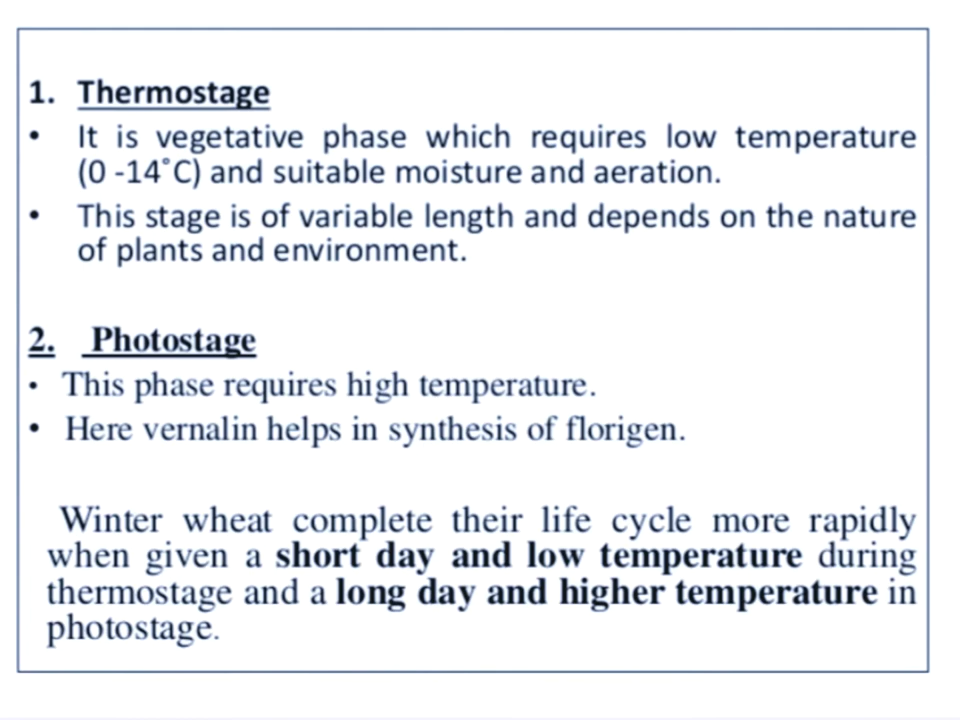 1. Thermostage
• It is vegetative phase which requires low temperature
(0 -14˚C) and suitable moisture and aeration.
• This stage is of variable length and depends on the nature
of plants and environment.
2. Photostage
• This phase requires high temperature.
• Here vernalin helps in synthesis of florigen.
Winter wheat complete their life cycle more rapidly
when given a short day and low temperature during
thermostage and a long day and higher temperature in
photostage.